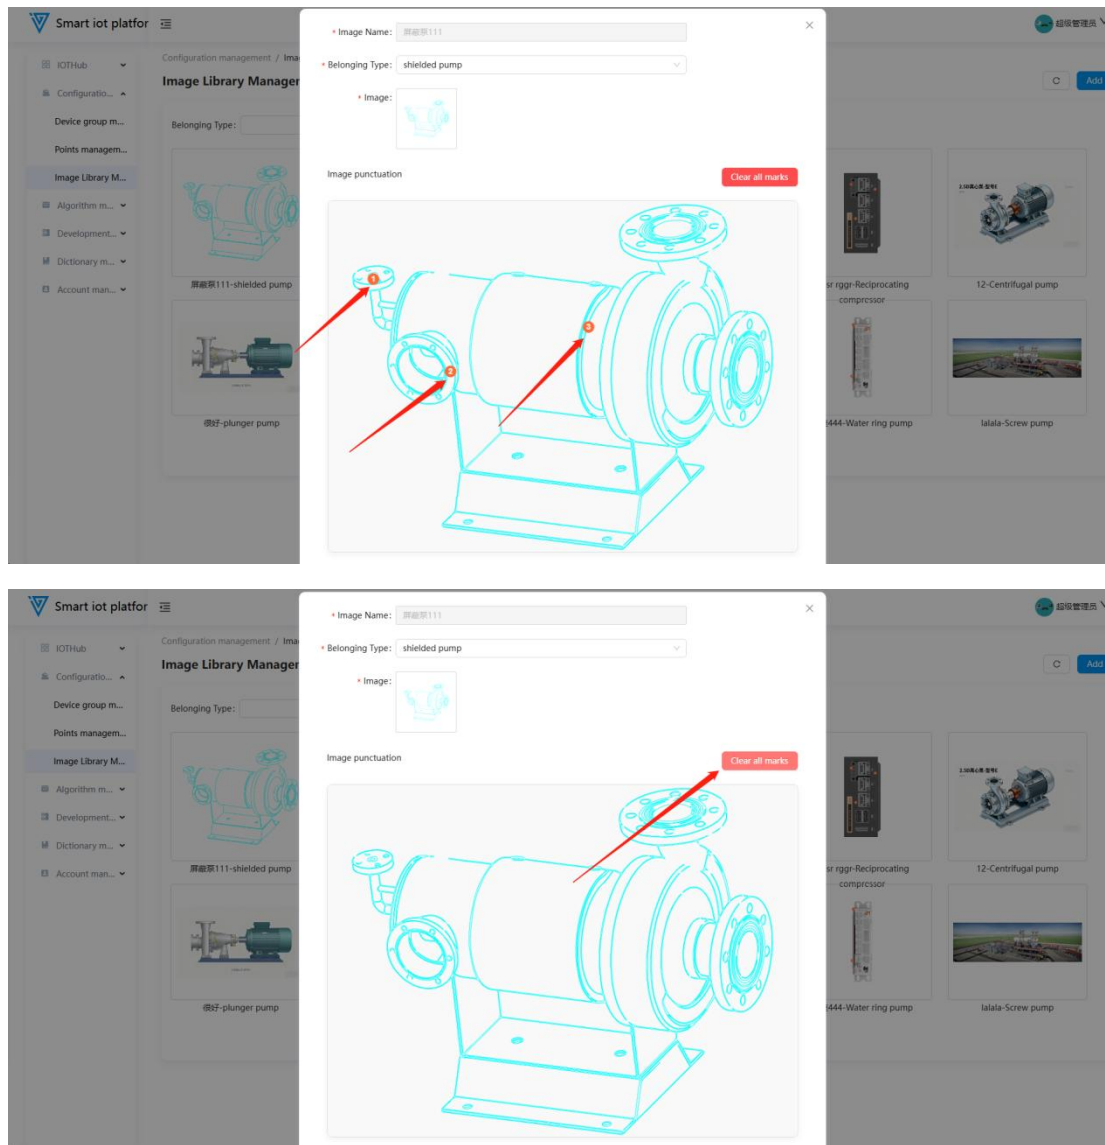 Smart iot platfor
超级管理员
* Image Name: 屏蔽泵111
* Belonging Type: shielded pump
* Image:
Image punctuation
Clear all marks
1
2
3
IOTHub
Configuratio...
Device group m...
Points managem...
Image Library M...
Algorithm m...
Development...
Dictionary m...
Account man...
Configuration management / Ima
Image Library Manager
Add
Belonging Type:
屏蔽泵111-shielded pump
sr rggr-Reciprocating
compressor
12-Centrifugal pump
很好-plunger pump
444-Water ring pump
lalala-Screw pump
Smart iot platfor
超级管理员
* Image Name: 屏蔽泵111
* Belonging Type: shielded pump
* Image:
Image punctuation
Clear all marks
IOTHub
Configuratio...
Device group m...
Points managem...
Image Library M...
Algorithm m...
Development...
Dictionary m...
Account man...
Configuration management / Ima
Image Library Manager
Add
Belonging Type:
屏蔽泵111-shielded pump
sr rggr-Reciprocating
compressor
12-Centrifugal pump
很好-plunger pump
444-Water ring pump
lalala-Screw pump